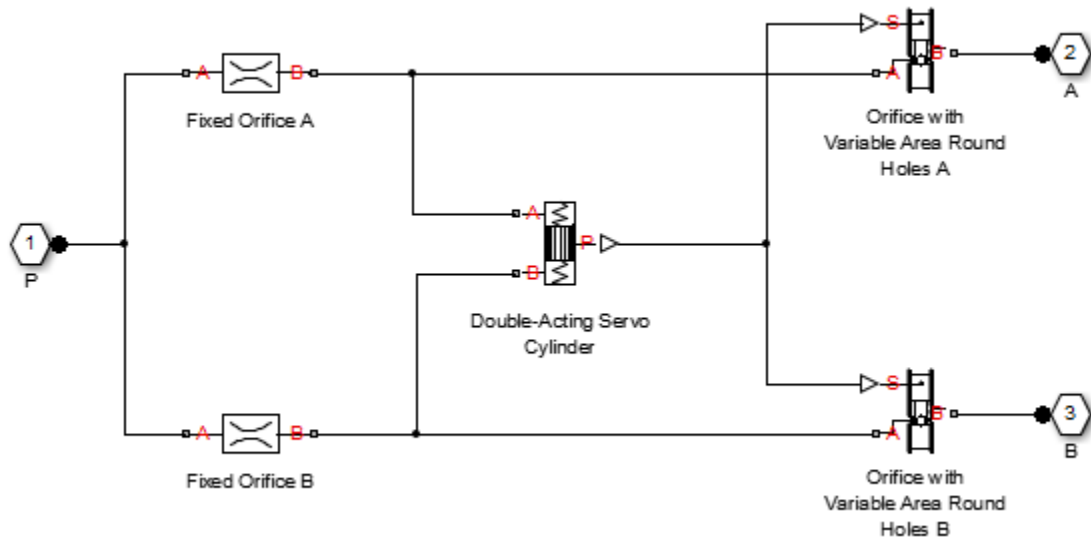 S
2
A
A
B
A
B
Fixed Orifice A
Orifice with
Variable Area Round
Holes A
A
1
P
P
B
Double-Acting Servo
Cylinder
S
3
B
A
B
A
B
Fixed Orifice B
Orifice with
Variable Area Round
Holes B